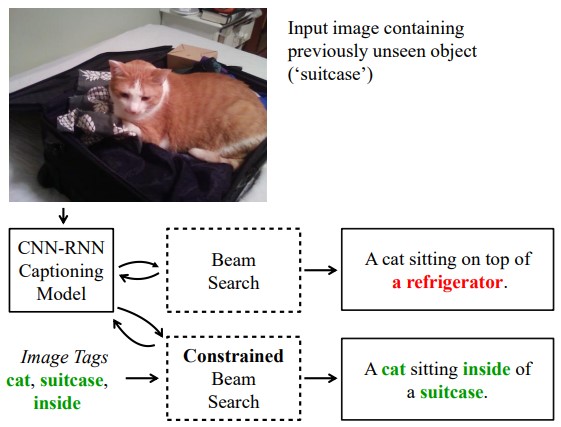 Input image containing
previously unseen object
(‘suitcase’)
CNN-RNN
Captioning
Model
Beam
Search
A cat sitting on top of
a refrigerator.
Image Tags
cat, suitcase,
inside
Constrained
Beam
Search
A cat sitting inside of
a suitcase.